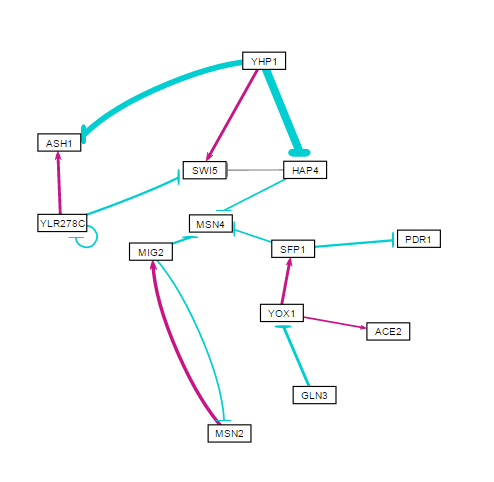 YHP1
ASH1
SWI5
HAP4
YLR278C
MSN4
MIG2
SFP1
PDR1
YOX1
ACE2
GLN3
MSN2